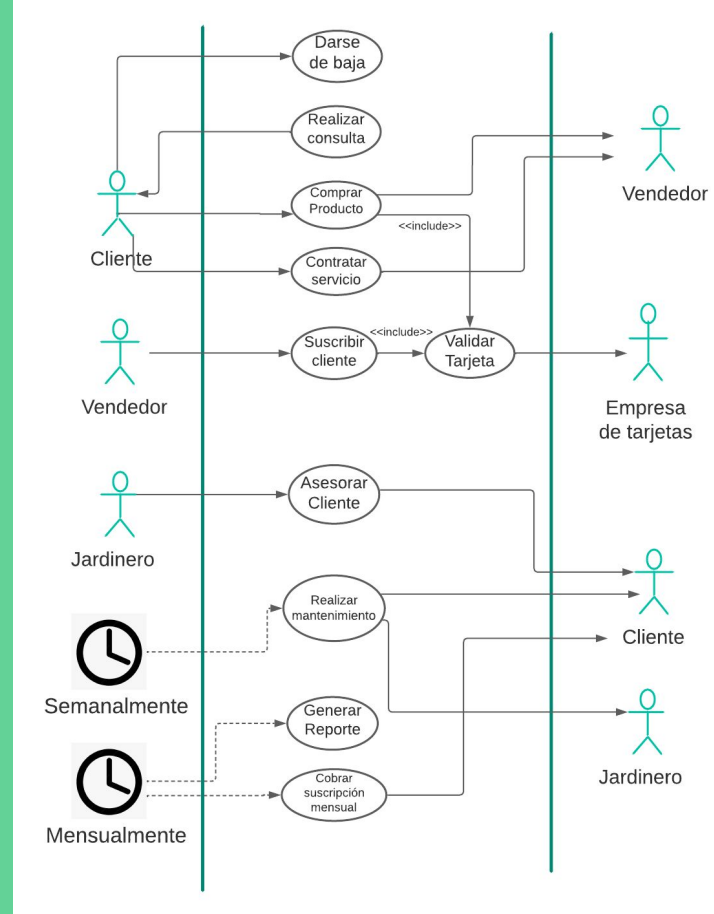 Darse
de baja
Realizar
consulta
Vendedor
Comprar
Producto
<<include>>
Cliente
Contratar
servicio
Suscribir
cliente
<<include>>
Validar
Tarjeta
Vendedor
Empresa
de tarjetas
Asesorar
Cliente
Jardinero
Realizar
mantenimiento
Cliente
Semanalmente
Generar
Reporte
Jardinero
Cobrar
suscripción
mensual
Mensualmente